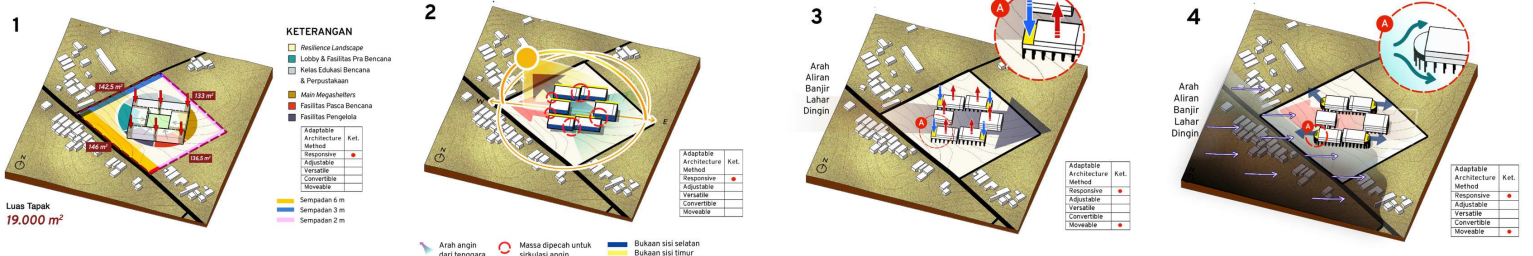 1
142,5 m²
133 m²
146 m²
136,5 m²
N
Luas Tapak
19.000 m²
KETERANGAN
Resilience Landscape
Lobby & Fasilitas Pra Bencana
Kelas Edukasi Bencana
& Perpustakaan
Main Megashelters
Fasilitas Pasca Bencana
Fasilitas Pengelola
Adaptable
Architecture Ket.
Method
Responsive
Adjustable
Versatile
Convertible
Moveable
Sempadan 6 m
Sempadan 3 m
Sempadan 2 m
2
W
E
N
Adaptable
Architecture Ket.
Method
Responsive
Adjustable
Versatile
Convertible
Moveable
Arah angin
dari tenggara
Massa dipecah untuk
sirkulasi angin
Bukaan sisi selatan
Bukaan sisi timur
3
A
Arah
Aliran
Banjir
Lahar
Dingin
A
N
Adaptable
Architecture Ket.
Method
Responsive
Adjustable
Versatile
Convertible
Moveable
4
A
Arah
Aliran
Banjir
Lahar
Dingin
A
N
Adaptable
Architecture Ket.
Method
Responsive
Adjustable
Versatile
Convertible
Moveable